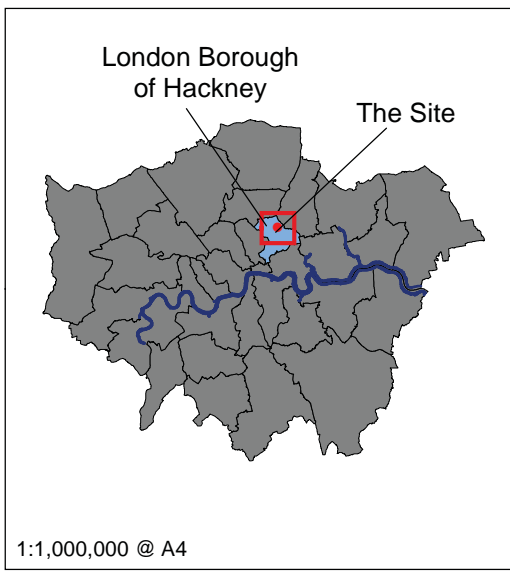 London Borough
of Hackney
The Site
1:1,000,000 @ A4